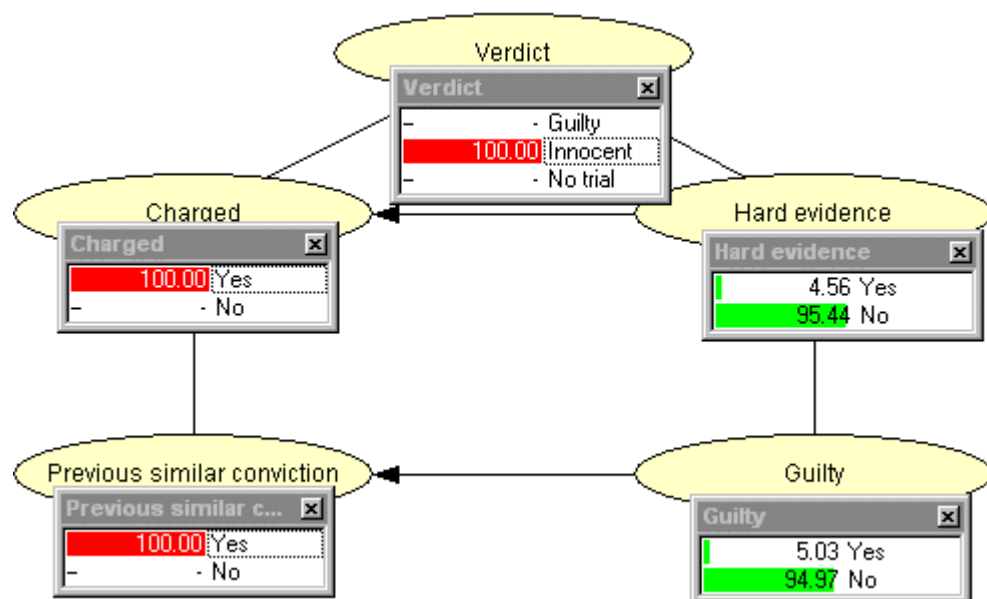 Verdict
Verdict
- - Guilty
100.00 Innocent
- - No trial
Charged
Hard evidence
Charged
100.00 Yes
- - No
Hard evidence
4.56 Yes
95.44 No
Previous similar conviction
Guilty
Previous similar c...
100.00 Yes
- - No
Guilty
5.03 Yes
94.97 No